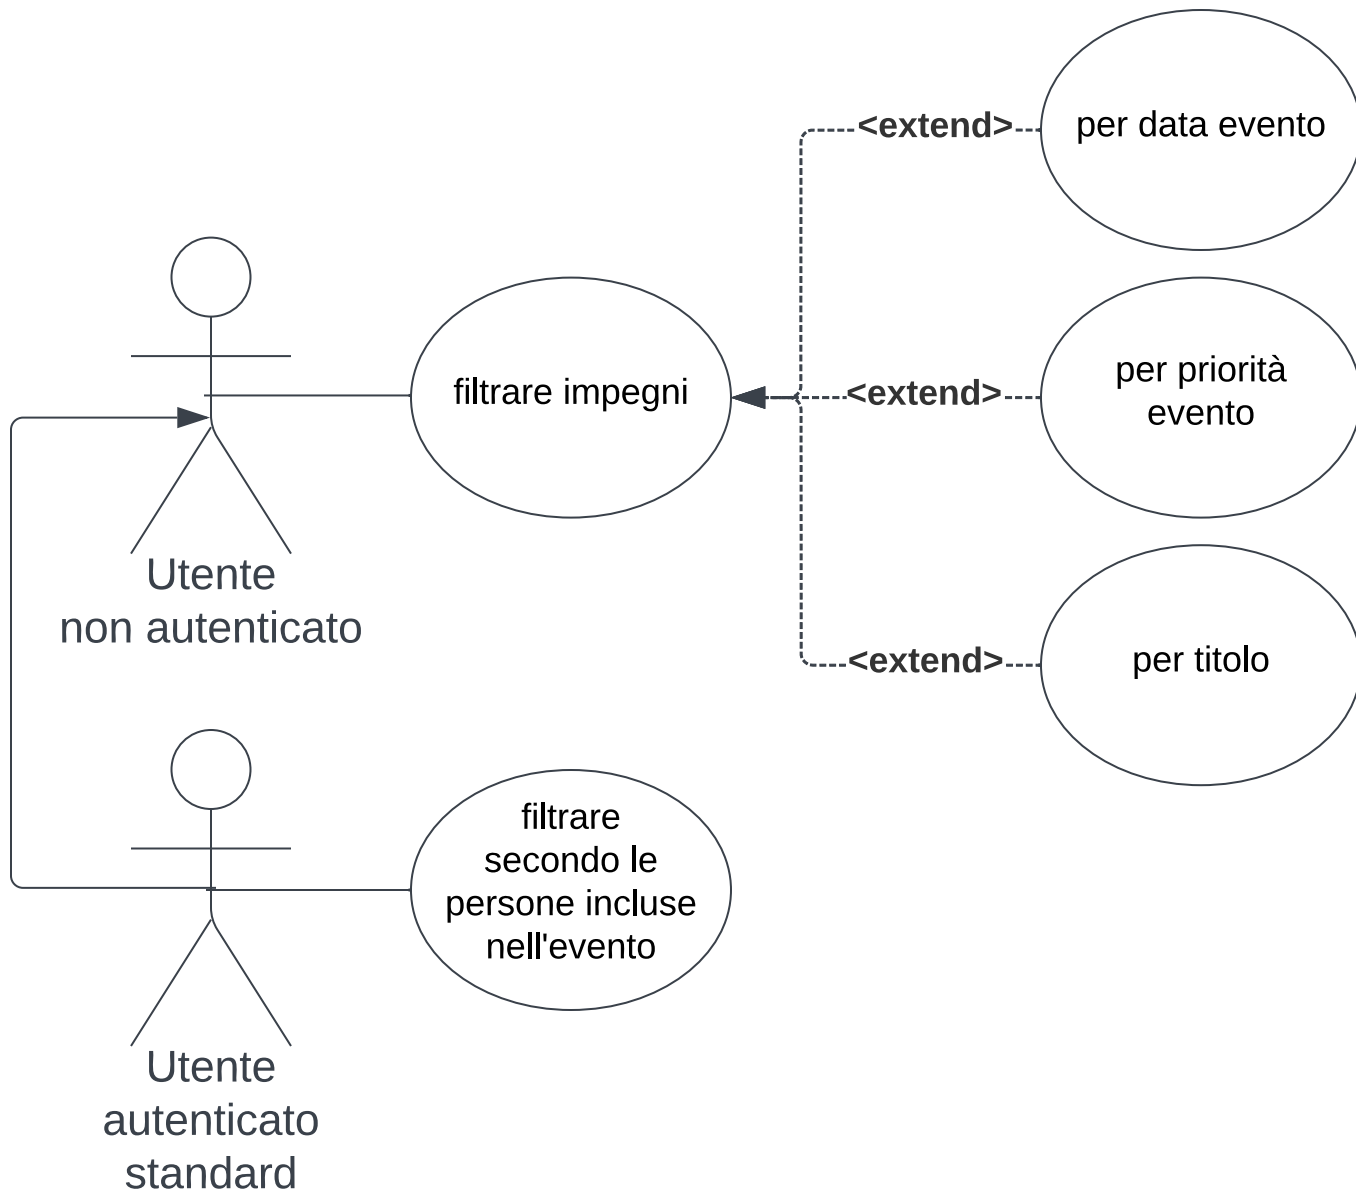 <extend>
per data evento
filtrare impegni
<extend>
per priorità
evento
Utente
non autenticato
<extend>
per titolo
filtrare
secondo le
persone incluse
nell'evento
Utente
autenticato
standard